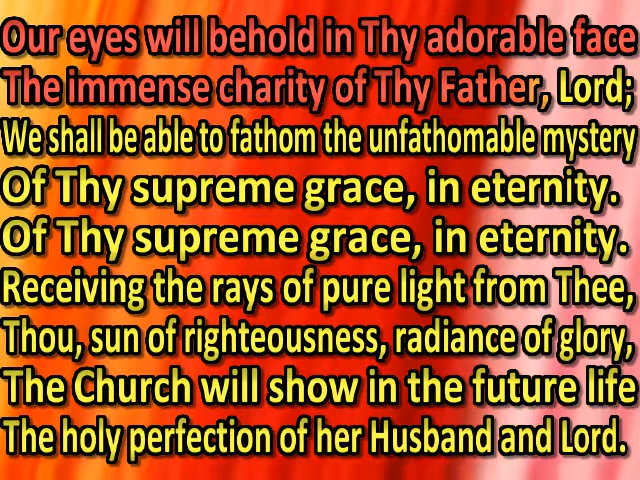 Our eyes will behold in Thy adorable face
The immense charity of Thy Father, Lord;
We shall be able to fathom the unfathomable mystery
Of Thy supreme grace, in eternity.
Of Thy supreme grace, in eternity.
Receiving the rays of pure light from Thee,
Thou, sun of righteousness, radiance of glory,
The Church will show in the future life
The holy perfection of her Husband and Lord.